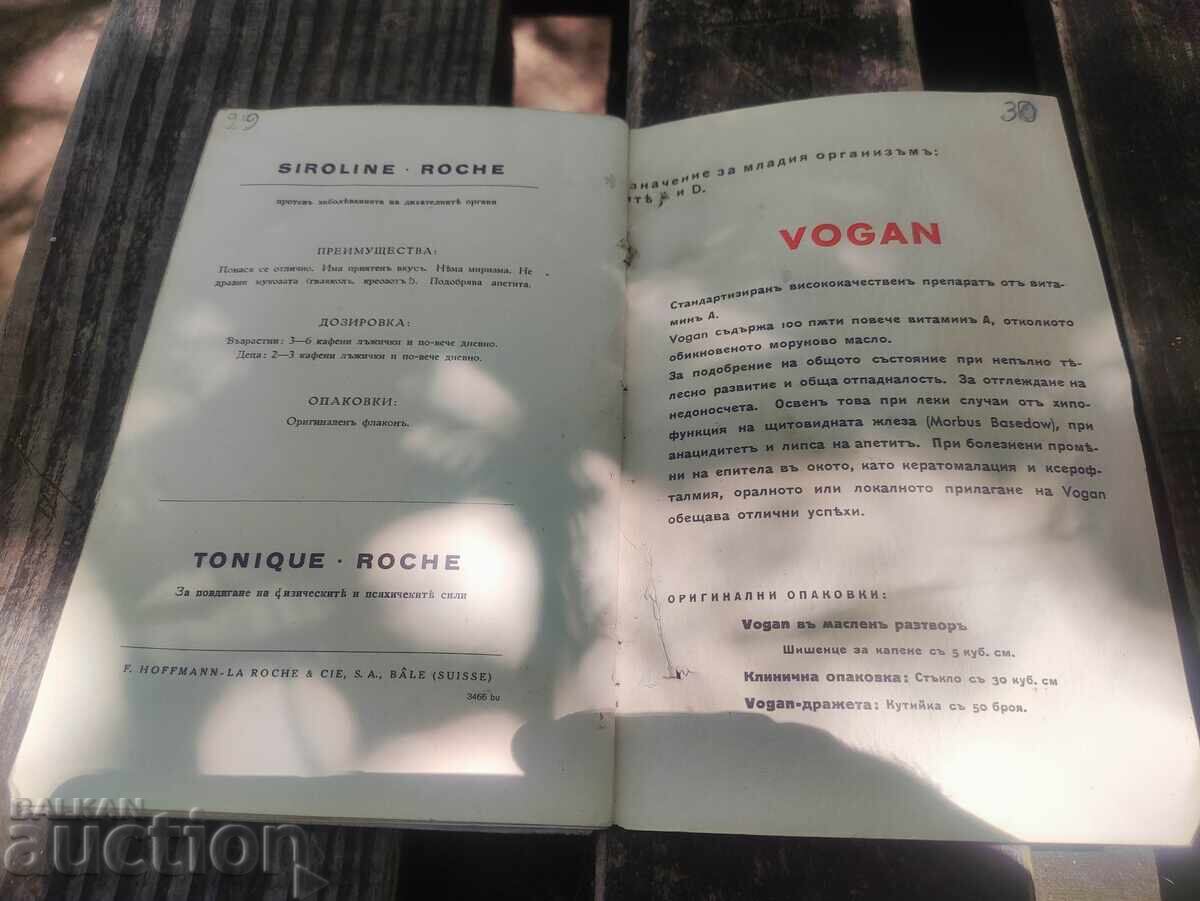 29
SIROLINE · ROCHE
противъ заболѣванията на дихателнитѣ органи
ПРЕИМУЩЕСТВА:
Понася се отлично. Има приятенъ вкусъ. Нѣма миризма. Не
дразни мукозата (гваякол, креозотъ!). Подобрява апетита.
ДОЗИРОВКА:
Възрастни: 3—6 кафени лъжички и по-вече дневно.
Деца: 2—3 кафени лъжички и по-вече дневно.
ОПАКОВКИ:
Оригиналенъ флаконъ.
TONIQUE · ROCHE
За повдигане на физическитѣ и психичекитѣ сили
F. HOFFMANN-LA ROCHE & CIE, S. A., BÂLE (SUISSE)
3466 bu
30
значение за младия организъмъ:
итѣ и D.
VOGAN
Стандартизиранъ висококачественъ препаратъ отъ вита-
минъ А.
Vogan съдържа 100 пѫти повече витаминъ А, отколкото
обикновеното моруново масло.
За подобрение на общото състояние при непълно тѣ-
лесно развитие и обща отпадналость. За отглеждане на
недоносчета. Освенъ това при леки случаи отъ хипо-
функция на щитовидната жлеза (Morbus Basedow), при
анацидитетъ и липса на апетитъ. При болезнени промѣ-
ни на епитела въ окото, като кератомалация и ксероф-
талмия, оралното или локалното прилагане на Vogan
обещава отлични успѣхи.
ОРИГИНАЛНИ ОПАКОВКИ:
Vogan въ масленъ разтворъ
Шишенце за капене съ 5 куб. см.
Клинична опаковка: Стъкло съ 30 куб. см
Vogan-дражета: Кутийка съ 50 броя.
BALKAN
auction